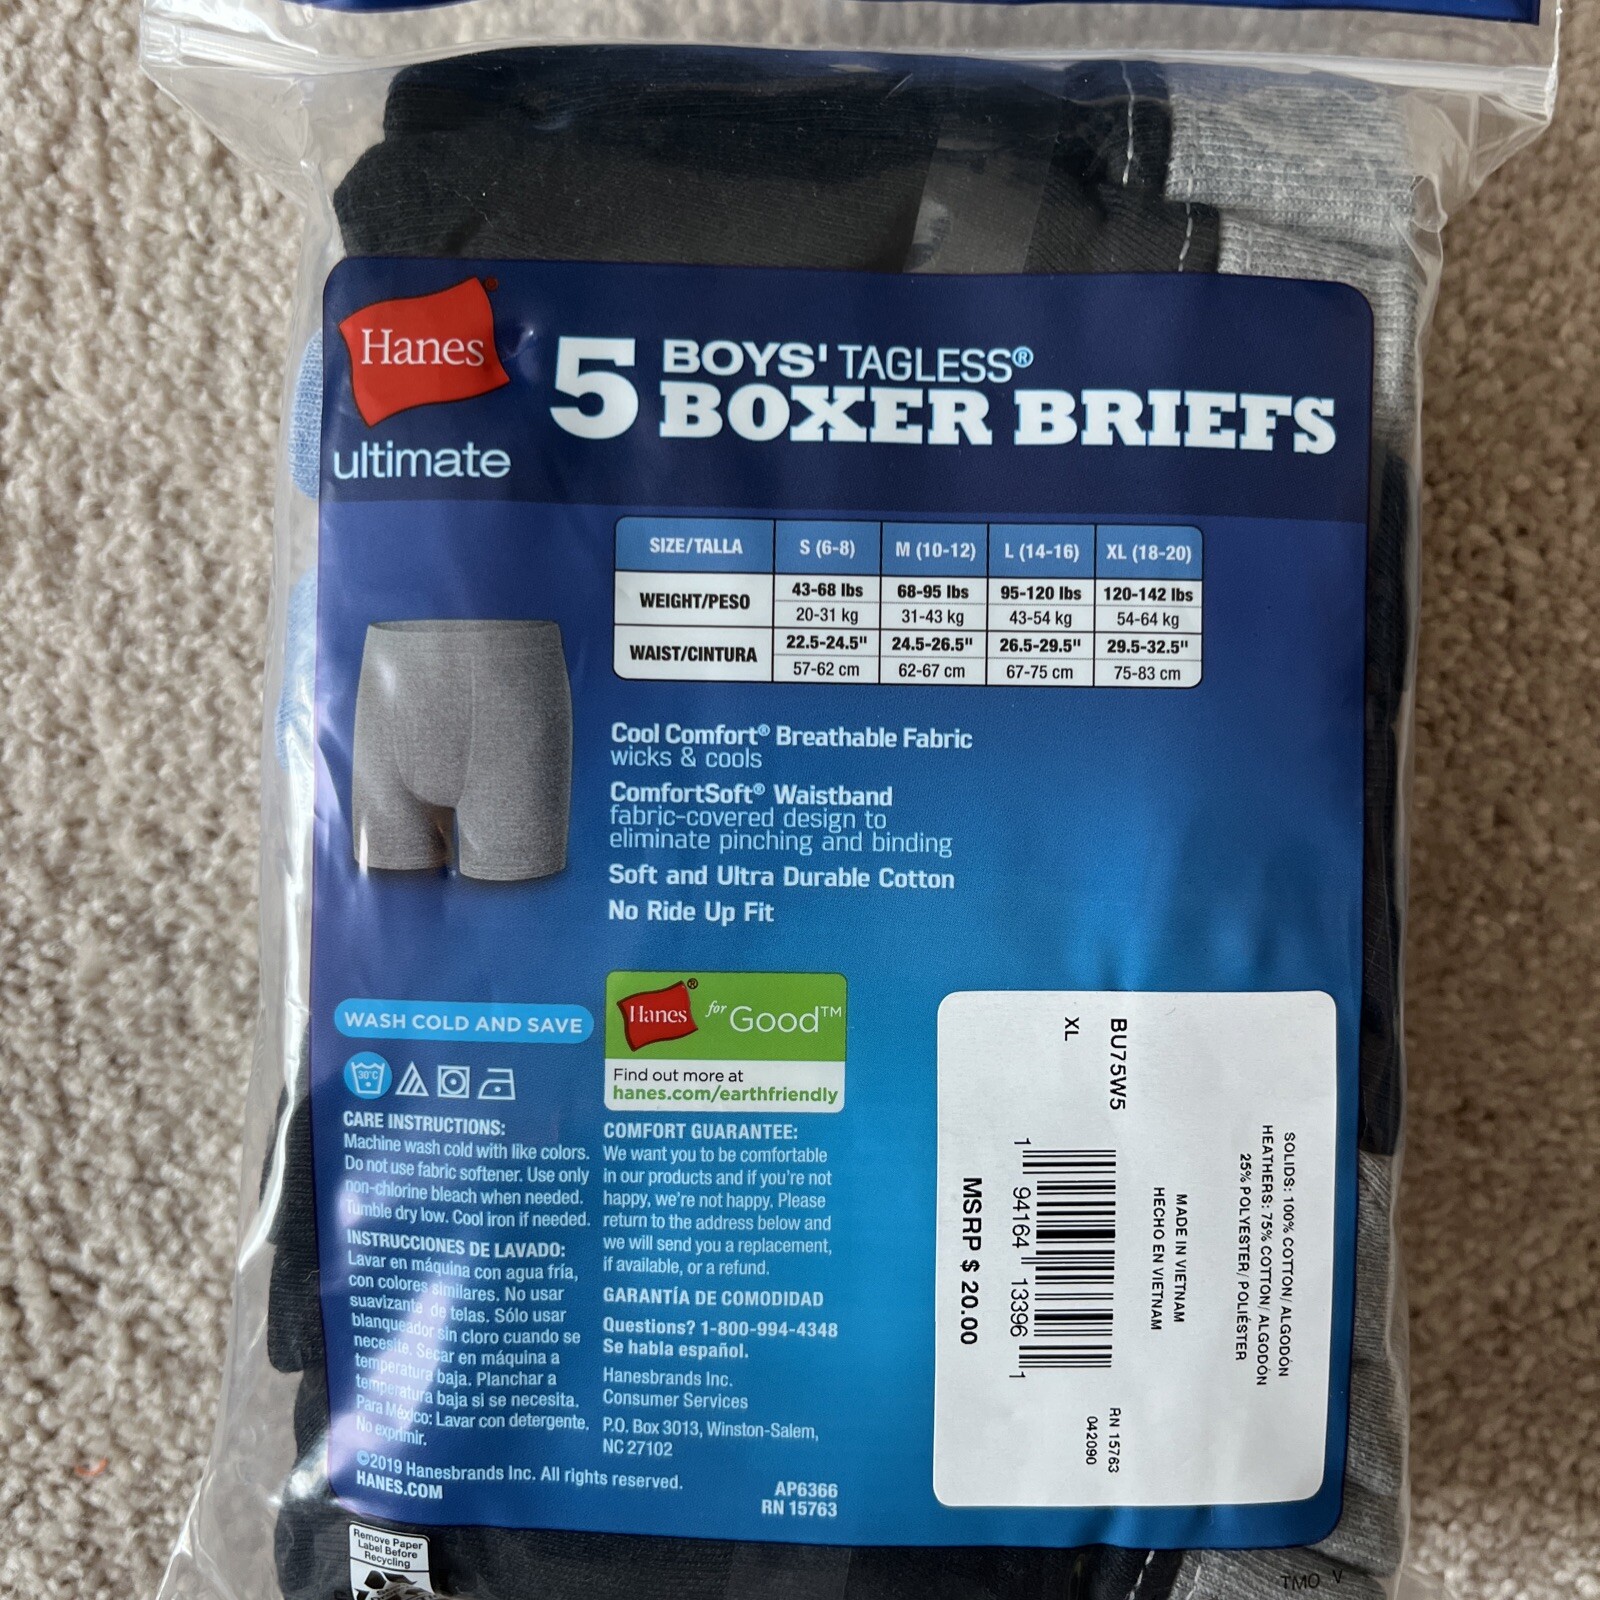 Hanes®
ultimate
5 BOYS' TAGLESS®
BOXER BRIEFS
SIZE/TALLA S (6-8) M (10-12) L (14-16) XL (18-20)
WEIGHT/PESO 43-68 lbs 68-95 lbs 95-120 lbs 120-142 lbs
20-31 kg 31-43 kg 43-54 kg 54-64 kg
WAIST/CINTURA 22.5-24.5" 24.5-26.5" 26.5-29.5" 29.5-32.5"
57-62 cm 62-67 cm 67-75 cm 75-83 cm
Cool Comfort® Breathable Fabric
wicks & cools
ComfortSoft® Waistband
fabric-covered design to
eliminate pinching and binding
Soft and Ultra Durable Cotton
No Ride Up Fit
WASH COLD AND SAVE
30°C
CARE INSTRUCTIONS:
Machine wash cold with like colors.
Do not use fabric softener. Use only
non-chlorine bleach when needed.
Tumble dry low. Cool iron if needed.
INSTRUCCIONES DE LAVADO:
Lavar en máquina con agua fría,
con colores similares. No usar
suavizante de telas. Sólo usar
blanqueador sin cloro cuando se
necesite. Secar en máquina a
temperatura baja. Planchar a
temperatura baja si se necesita.
Para México: Lavar con detergente.
No exprimir.
©2019 Hanesbrands Inc. All rights reserved.
HANES.COM
Hanes® for Good™
Find out more at
hanes.com/earthfriendly
COMFORT GUARANTEE:
We want you to be comfortable
in our products and if you're not
happy, we're not happy. Please
return to the address below and
we will send you a replacement,
if available, or a refund.
GARANTÍA DE COMODIDAD
Questions? 1-800-994-4348
Se habla español.
Hanesbrands Inc.
Consumer Services
P.O. Box 3013, Winston-Salem,
NC 27102
AP6366
RN 15763
SOLIDS: 100% COTTON/ ALGODÓN
HEATHERS: 75% COTTON/ ALGODÓN
25% POLYESTER/ POLIÉSTER
MADE IN VIETNAM
HECHO EN VIETNAM
RN 15763
042090
BU75W5
XL
1 94164 13396 1
MSRP $ 20.00
Remove Paper
Label Before
Recycling
TMO V